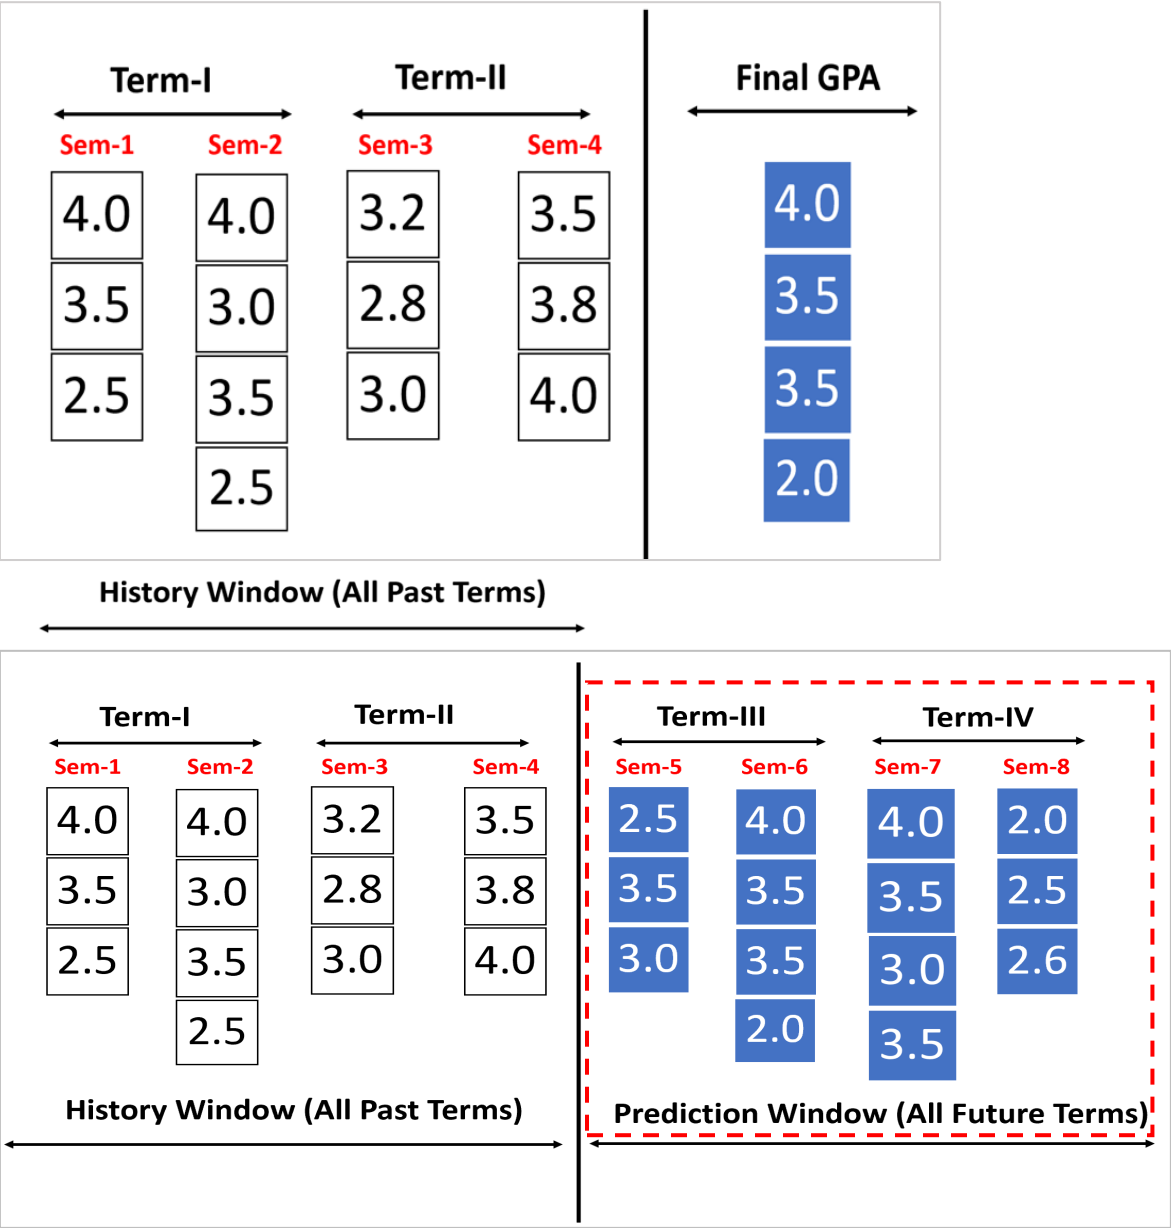 Term-I Term-II Final GPA
Sem-1 Sem-2 Sem-3 Sem-4
4.0 4.0 3.2 3.5 4.0
3.5 3.0 2.8 3.8 3.5
2.5 3.5 3.0 4.0 3.5
2.5 2.0
History Window (All Past Terms)
Term-I Term-II Term-III Term-IV
Sem-1 Sem-2 Sem-3 Sem-4 Sem-5 Sem-6 Sem-7 Sem-8
4.0 4.0 3.2 3.5 2.5 4.0 4.0 2.0
3.5 3.0 2.8 3.8 3.5 3.5 3.5 2.5
2.5 3.5 3.0 4.0 3.0 3.5 3.0 2.6
2.5 2.0 3.5
History Window (All Past Terms) Prediction Window (All Future Terms)